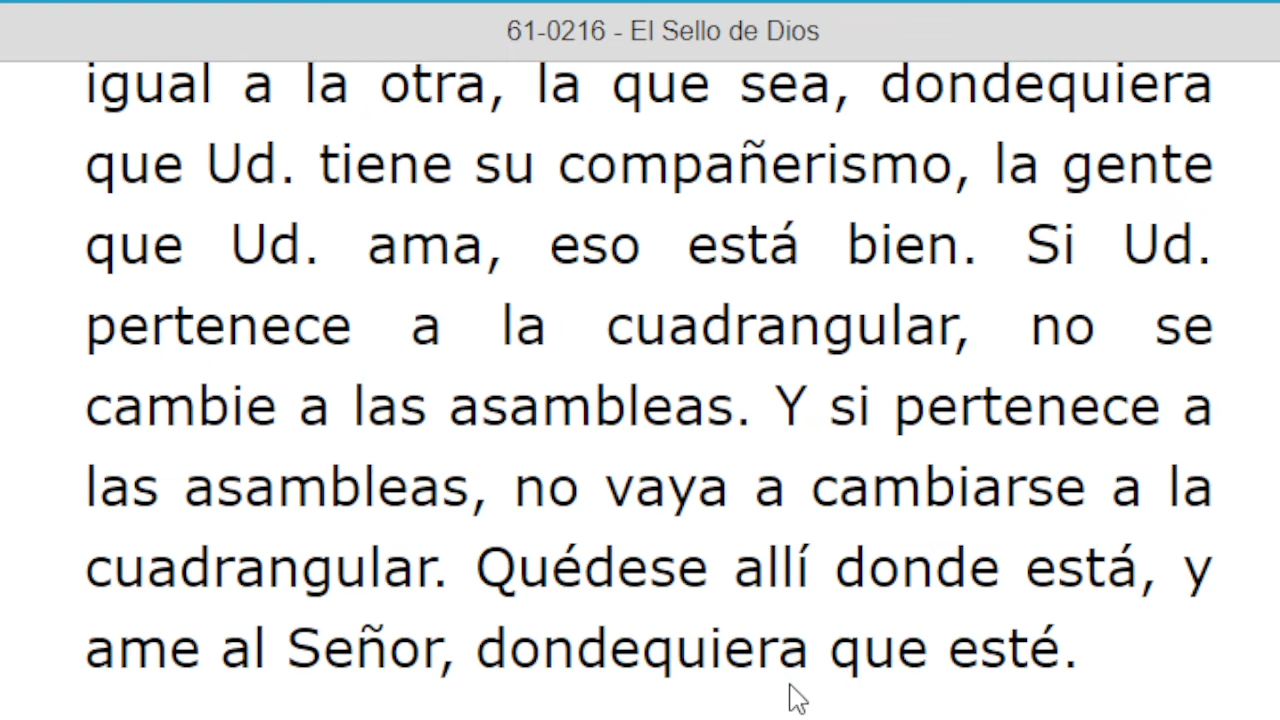 61-0216 - El Sello de Dios
igual a la otra, la que sea, dondequiera
que Ud. tiene su compañerismo, la gente
que Ud. ama, eso está bien. Si Ud.
pertenece a la cuadrangular, no se
cambie a las asambleas. Y si pertenece a
las asambleas, no vaya a cambiarse a la
cuadrangular. Quédese allí donde está, y
ame al Señor, dondequiera que esté.